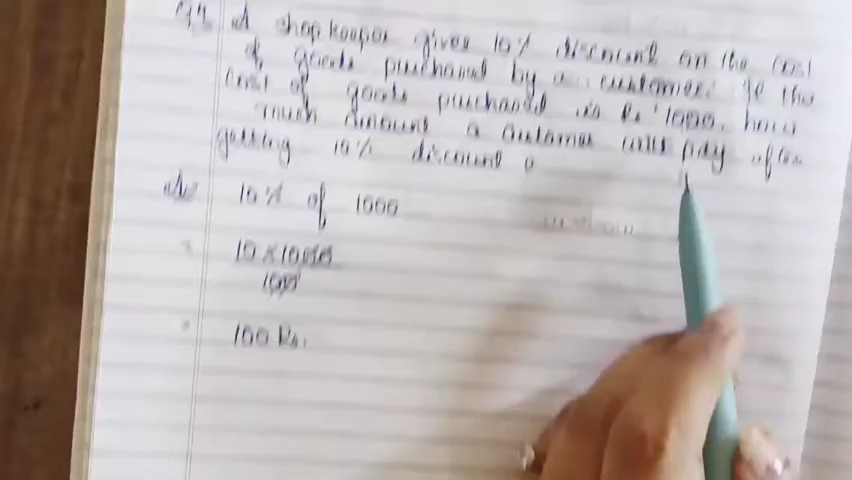 A shopkeeper gives 10% discount on the cost
of goods purchased by a customer. If the
cost of goods purchased is Rs 1000, how
much amount a customer will pay after
getting 10% discount
10% of 1000
10 × 1000
100
100 Rs.